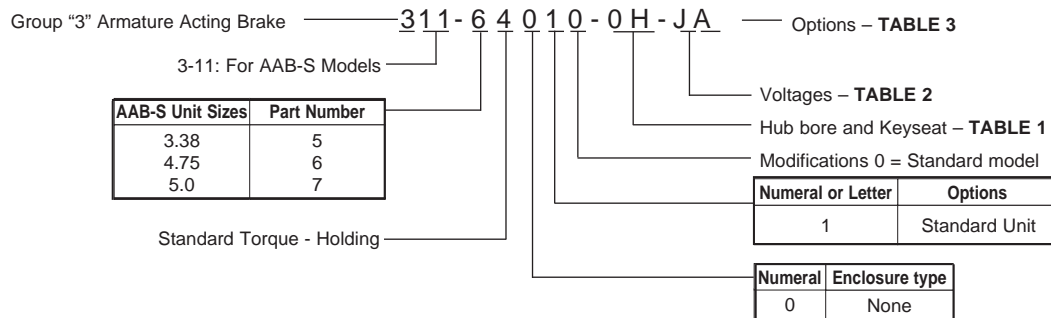 Group “3” Armature Acting Brake
311-64010-0H-JA
Options – TABLE 3
3-11: For AAB-S Models
Voltages – TABLE 2
AAB-S Unit Sizes Part Number
3.38 5
4.75 6
5.0 7
Hub bore and Keyseat – TABLE 1
Modifications 0 = Standard model
Numeral or Letter Options
1 Standard Unit
Standard Torque - Holding
Numeral Enclosure type
0 None